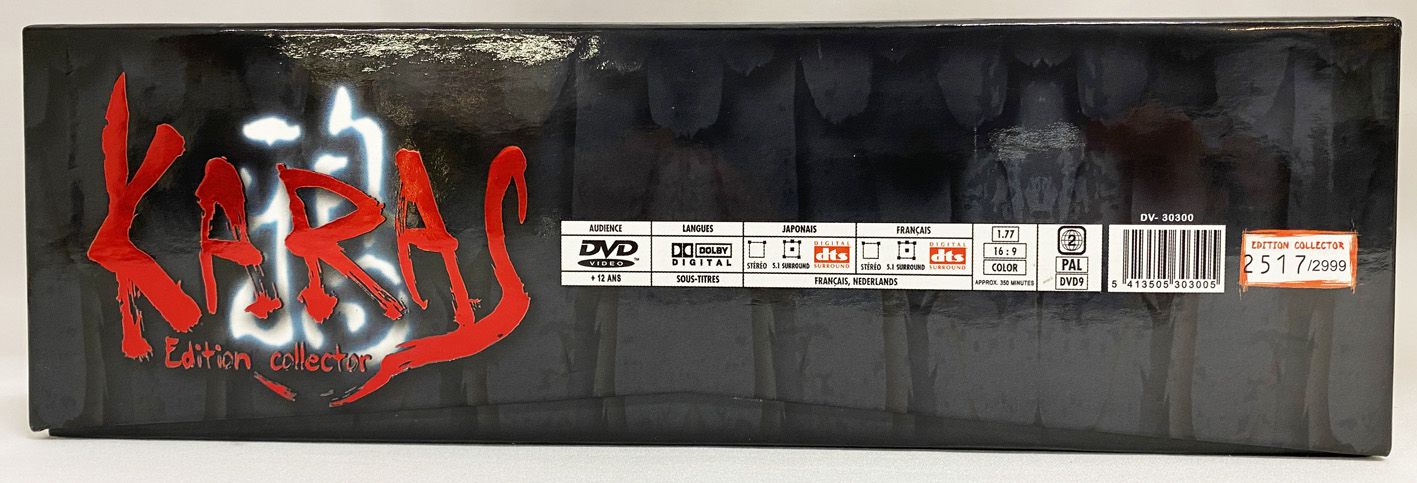 KARAS
Edition collector
AUDIENCE
DVD
VIDEO
+ 12 ANS
LANGUES
DOLBY
DIGITAL
SOUS-TITRES
JAPONAIS
STÉRÉO
5.1 SURROUND
DIGITAL
dts
SURROUND
FRANÇAIS
STÉRÉO
5.1 SURROUND
DIGITAL
dts
SURROUND
FRANÇAIS, NEDERLANDS
1.77
16 : 9
COLOR
APPROX. 350 MINUTES
2
PAL
DVD9
DV- 30300
5 413505 303005
EDITION COLLECTOR
2517/2999